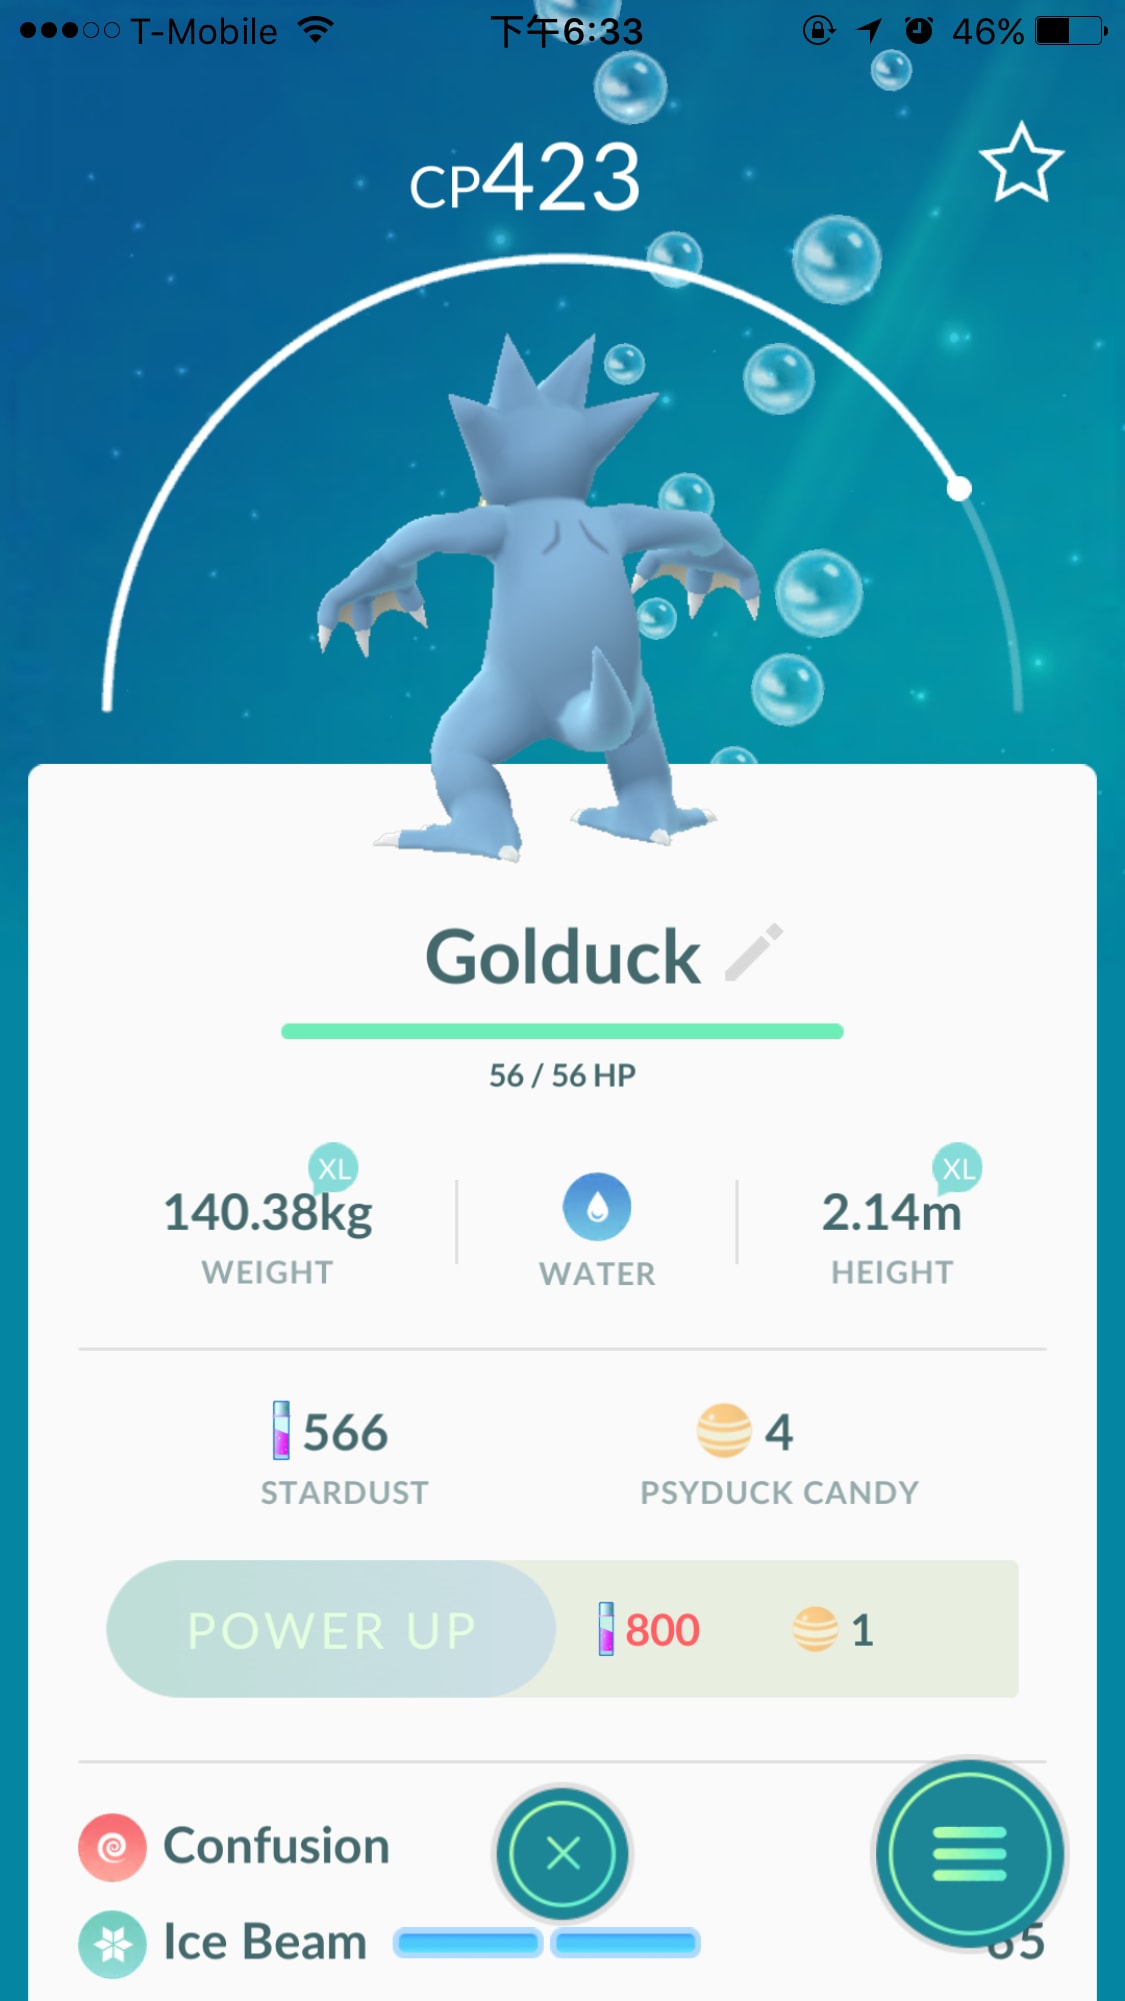 T-Mobile 下午6:33 46%
CP423
Golduck
56 / 56 HP
XL XL
140.38kg 2.14m
WEIGHT WATER HEIGHT
566 4
STARDUST PSYDUCK CANDY
POWER UP 800 1
Confusion
Ice Beam